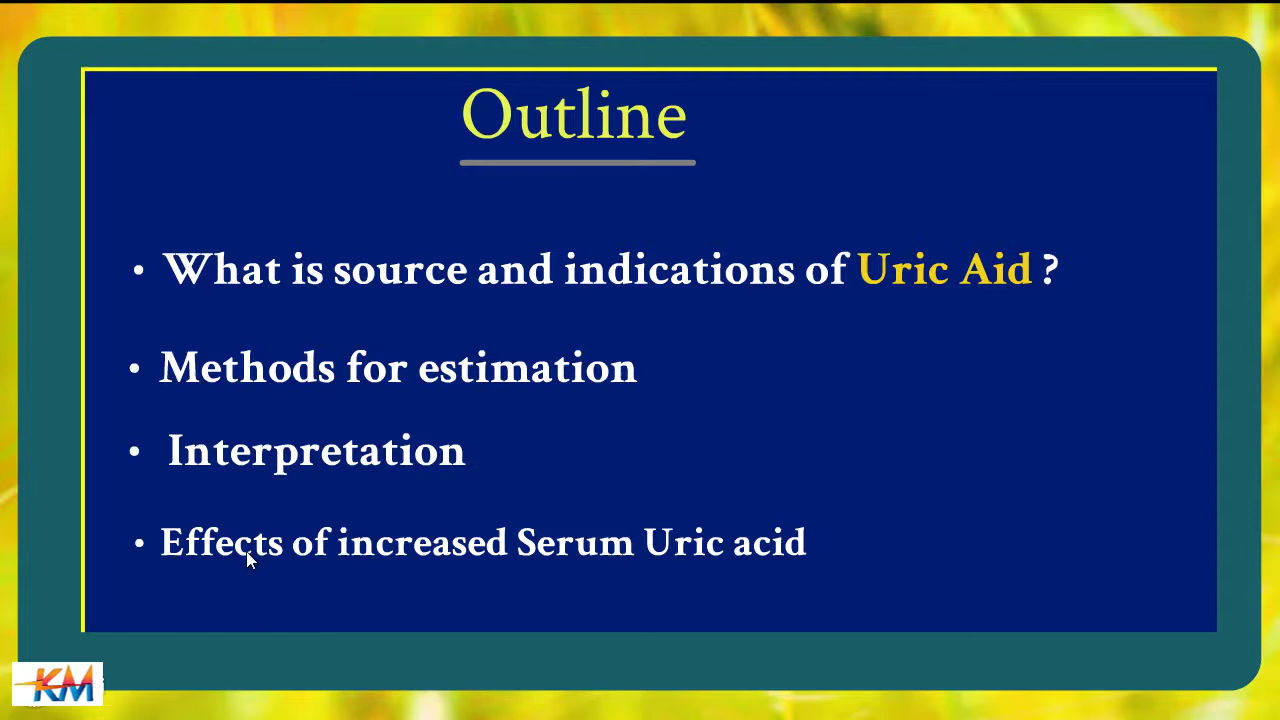 Outline
• What is source and indications of Uric Aid ?
• Methods for estimation
• Interpretation
• Effects of increased Serum Uric acid
KM